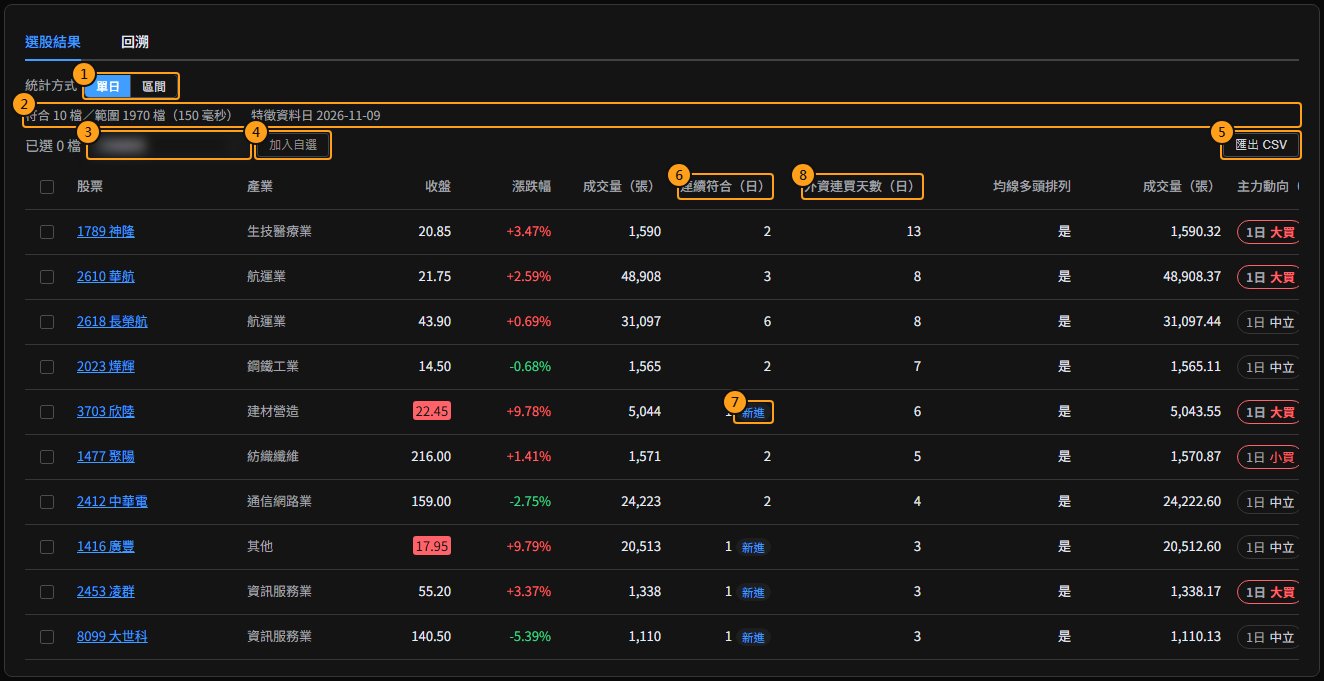 選股結果 回溯
統計方式 1 單日 區間
2 符合 10 檔／範圍 1970 檔（150 毫秒） 特徵資料日 2026-11-09
已選 0 檔 3 4 加入自選 5 匯出 CSV
股票 產業 收盤 漲跌幅 成交量（張） 6 連續符合（日） 8 外資連買天數（日） 均線多頭排列 成交量（張） 主力動向（
1789 神隆 生技醫療業 20.85 +3.47% 1,590 2 13 是 1,590.32 1日 大買
2610 華航 航運業 21.75 +2.59% 48,908 3 8 是 48,908.37 1日 大買
2618 長榮航 航運業 43.90 +0.69% 31,097 6 8 是 31,097.44 1日 中立
2023 燁輝 鋼鐵工業 14.50 -0.68% 1,565 2 7 是 1,565.11 1日 中立
3703 欣陸 建材營造 22.45 +9.78% 5,044 1 7 新進 6 是 5,043.55 1日 大買
1477 聚陽 紡織纖維 216.00 +1.41% 1,571 2 5 是 1,570.87 1日 小買
2412 中華電 通信網路業 159.00 -2.75% 24,223 2 4 是 24,222.60 1日 中立
1416 廣豐 其他 17.95 +9.79% 20,513 1 新進 3 是 20,512.60 1日 中立
2453 凌群 資訊服務業 55.20 +3.37% 1,338 1 新進 3 是 1,338.17 1日 大買
8099 大世科 資訊服務業 140.50 -5.39% 1,110 1 新進 3 是 1,110.13 1日 中立